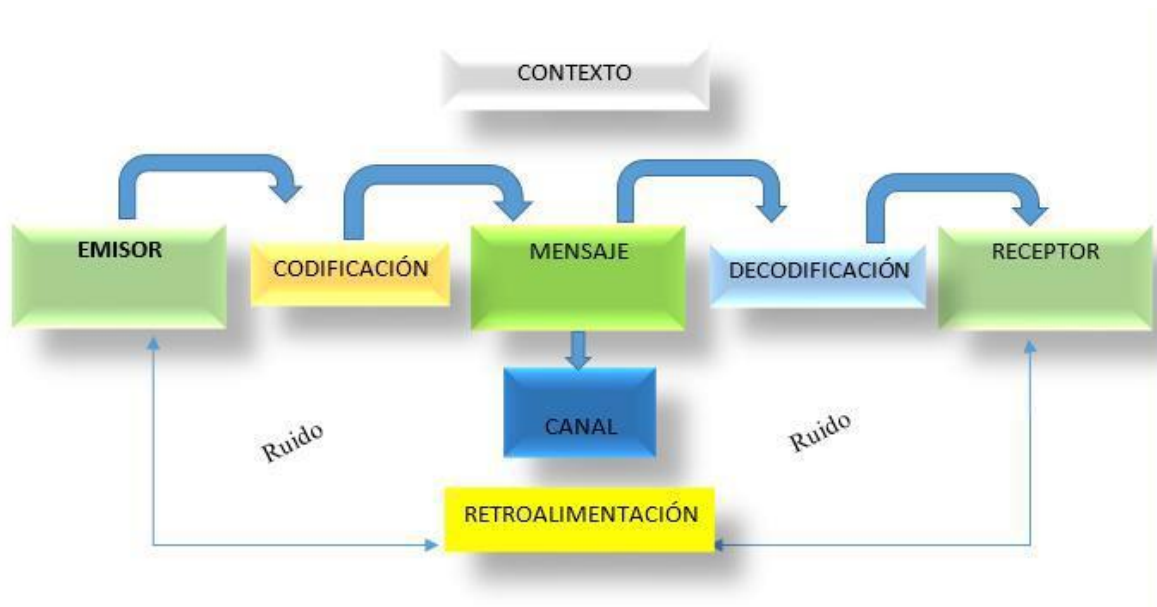 CONTEXTO
EMISOR
CODIFICACIÓN
MENSAJE
DECODIFICACIÓN
RECEPTOR
CANAL
Ruido
Ruido
RETROALIMENTACIÓN